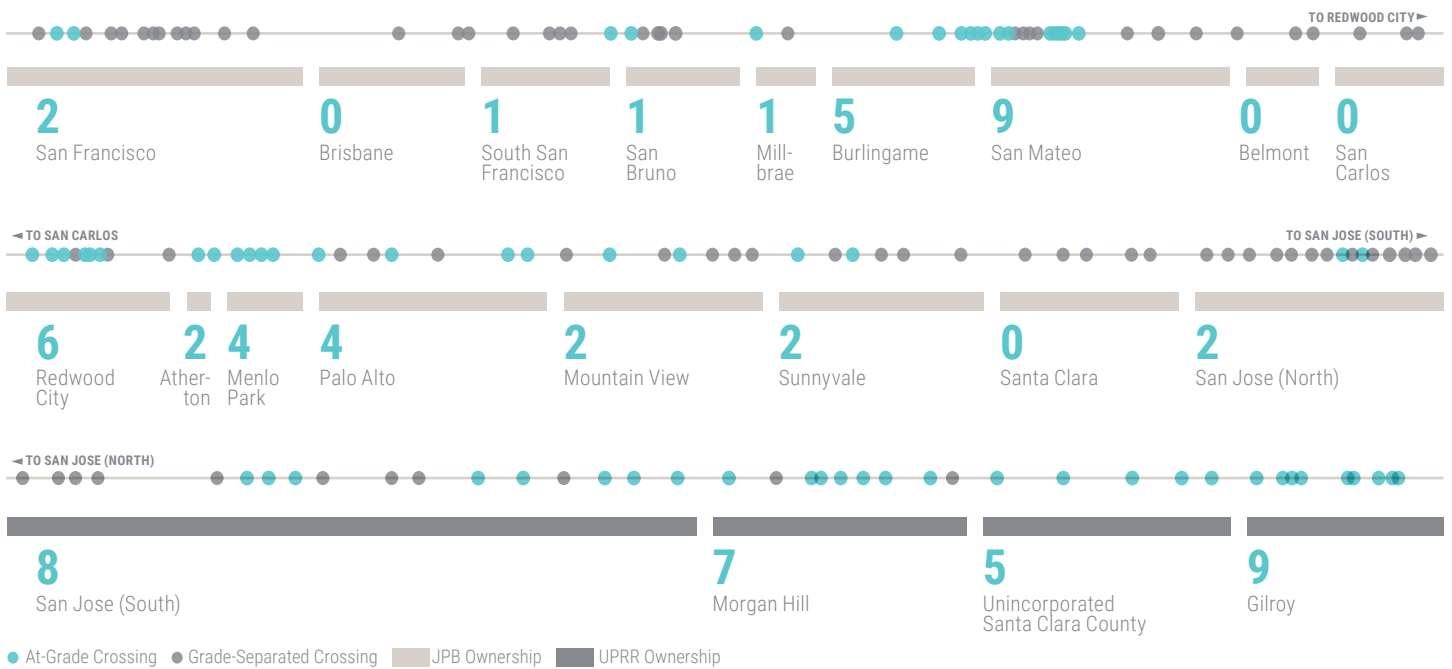 TO REDWOOD CITY ►
2 0 1 1 1 5 9 0 0
San Francisco Brisbane South San San Mill- Burlingame San Mateo Belmont San
Francisco Bruno brae Carlos
◄ TO SAN CARLOS TO SAN JOSE (SOUTH) ►
6 2 4 4 2 2 0 2
Redwood Ather- Menlo Palo Alto Mountain View Sunnyvale Santa Clara San Jose (North)
City ton Park
◄ TO SAN JOSE (NORTH)
8 7 5 9
San Jose (South) Morgan Hill Unincorporated Gilroy
Santa Clara County
At-Grade Crossing Grade-Separated Crossing JPB Ownership UPRR Ownership